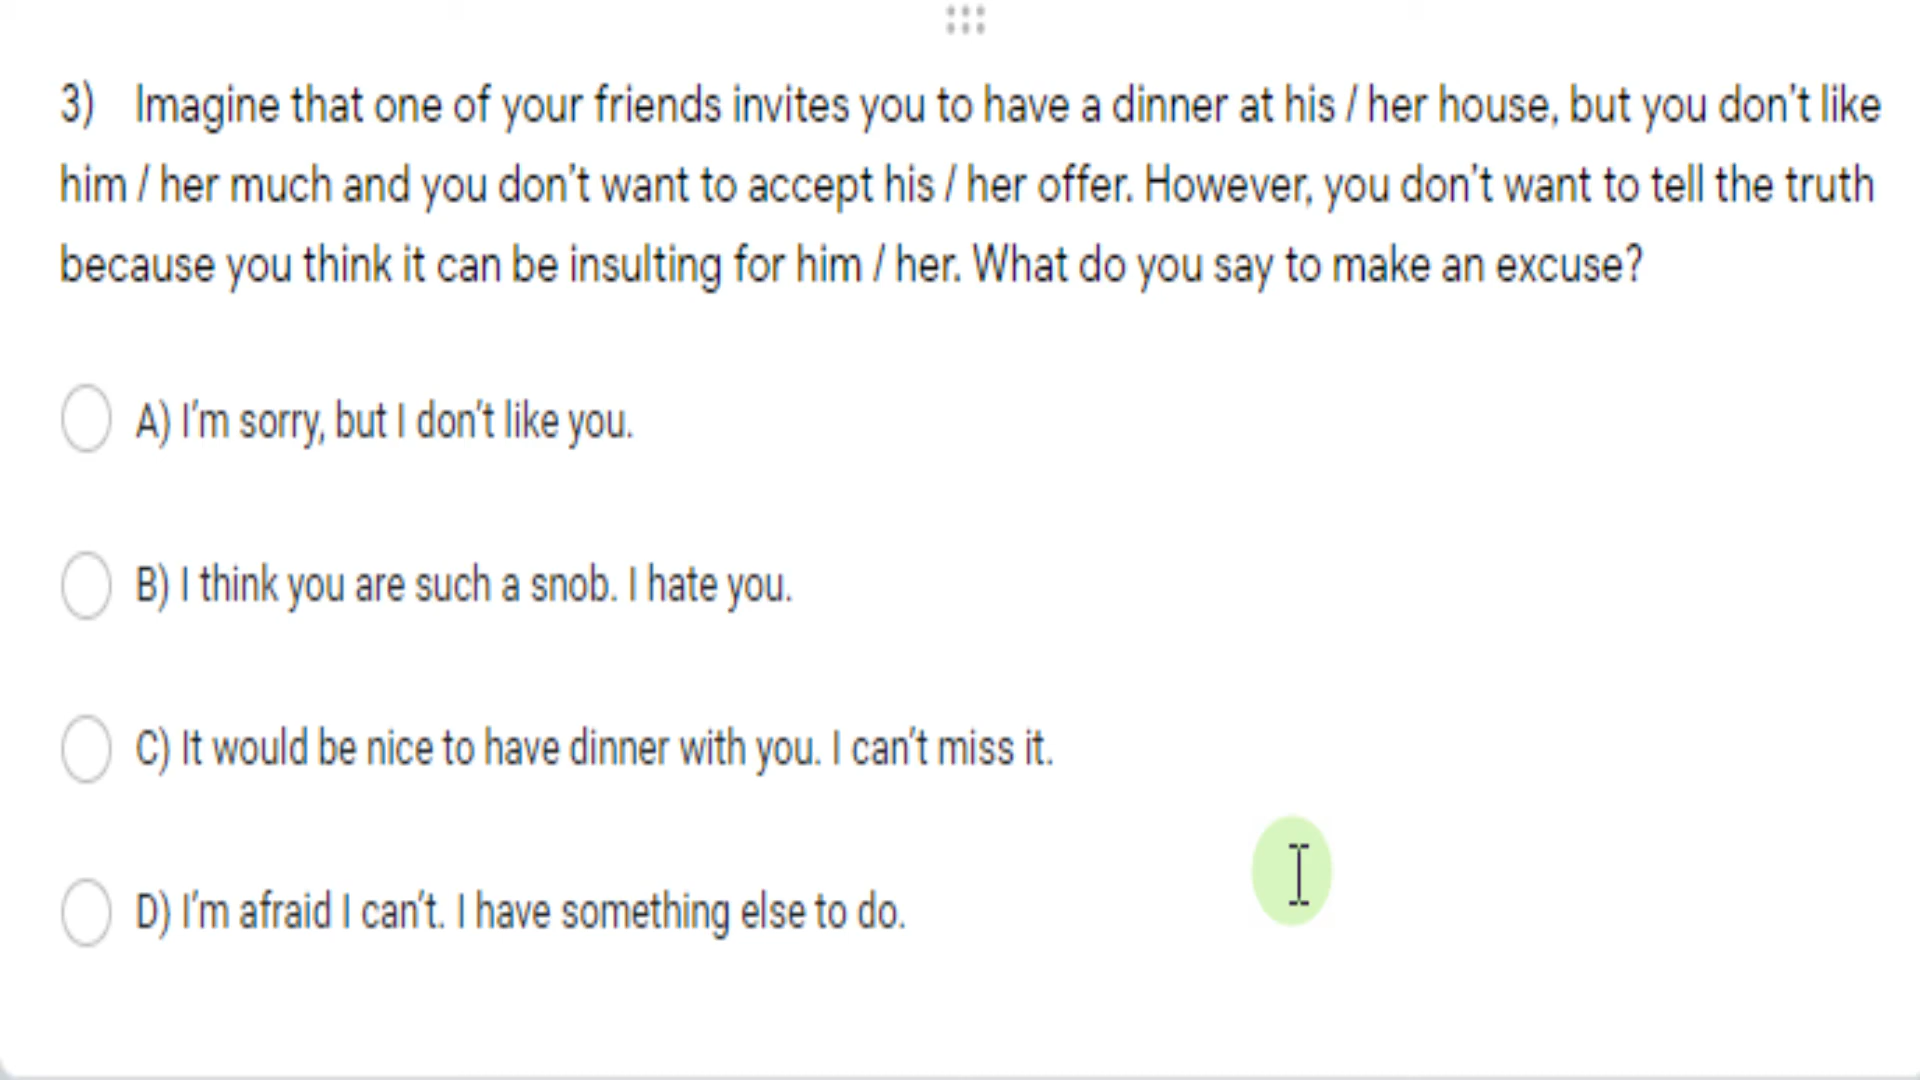 3) Imagine that one of your friends invites you to have a dinner at his / her house, but you don't like
him / her much and you don't want to accept his / her offer. However, you don't want to tell the truth
because you think it can be insulting for him / her. What do you say to make an excuse?
A) I'm sorry, but I don't like you.
B) I think you are such a snob. I hate you.
C) It would be nice to have dinner with you. I can't miss it.
D) I'm afraid I can't. I have something else to do.